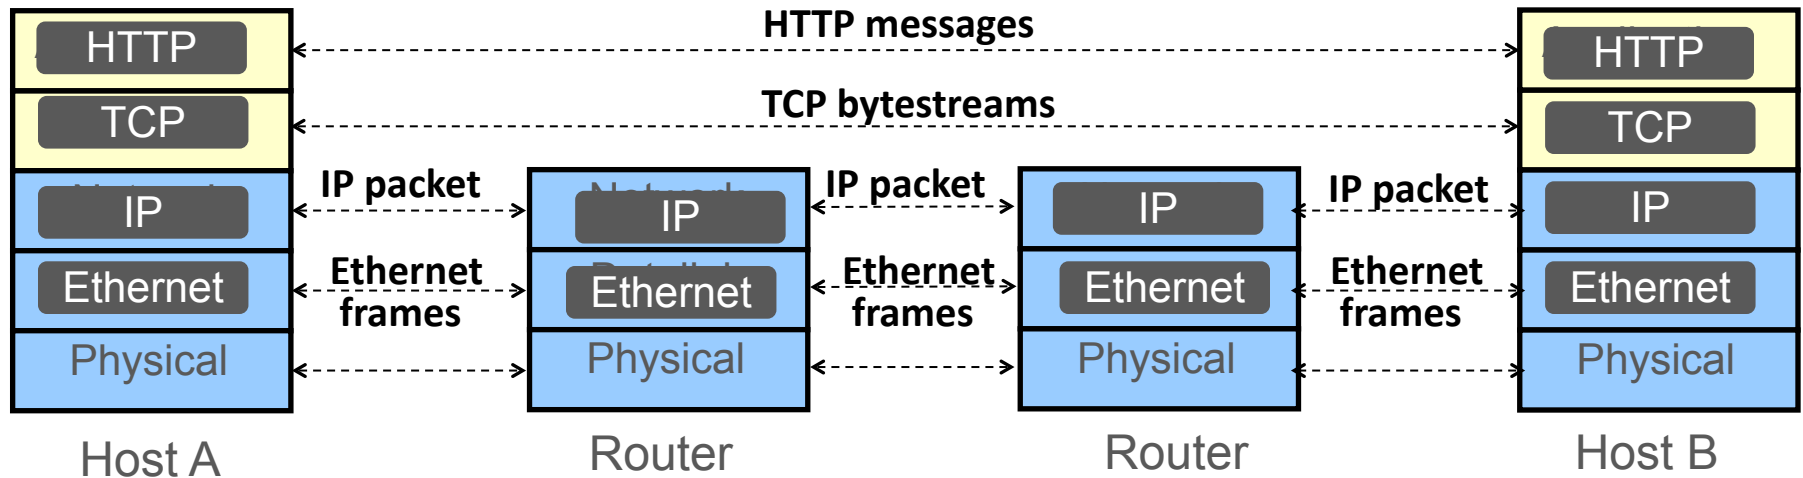 HTTP messages
HTTP
HTTP
TCP bytestreams
TCP
TCP
IP packet
IP packet
IP packet
Network
IP
IP
IP
IP
Ethernet frames
Ethernet frames
Ethernet frames
Ethernet
Ethernet
Ethernet
Ethernet
Physical
Physical
Physical
Physical
Host A
Router
Router
Host B